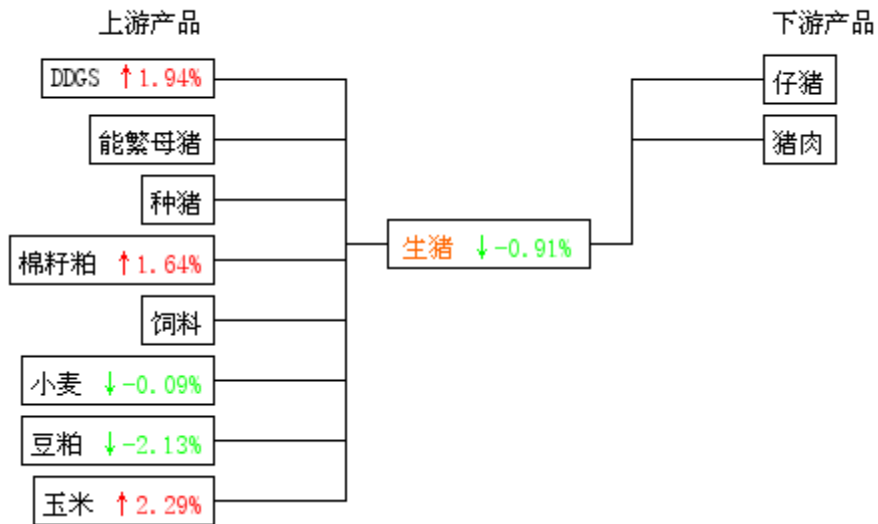 上游产品
下游产品
DDGS ↑1.94%
能繁母猪
种猪
棉籽粕 ↑1.64%
饲料
小麦 ↓-0.09%
豆粕 ↓-2.13%
玉米 ↑2.29%
生猪 ↓-0.91%
仔猪
猪肉